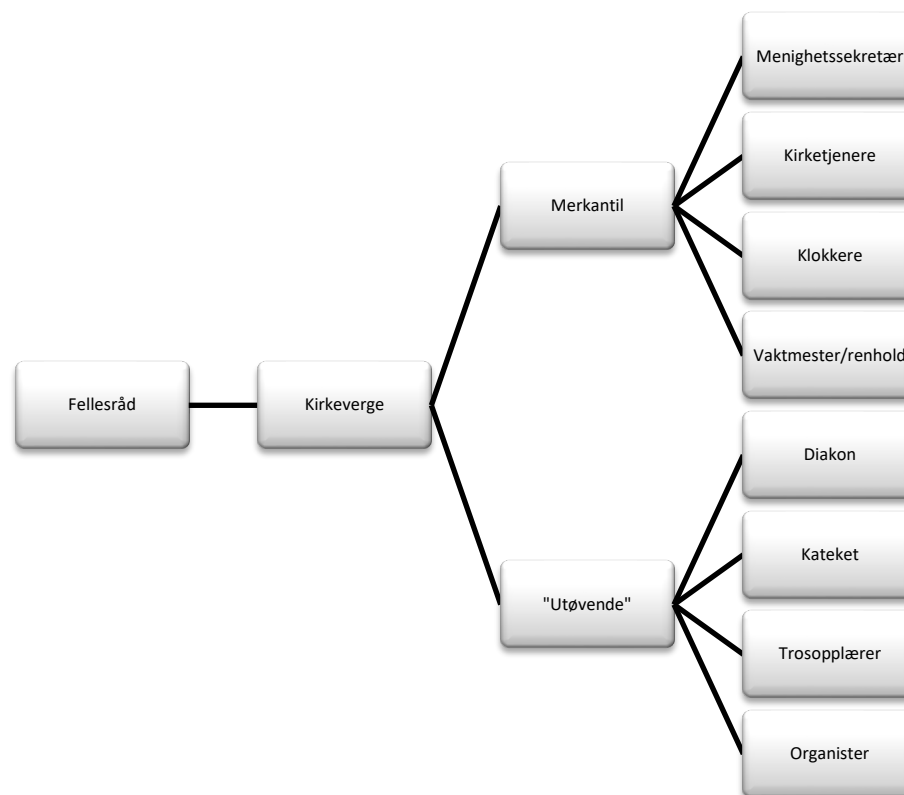 Menighetssekretær
Kirketjenere
Merkantil
Klokkere
Vaktmester/renhold
Fellesråd
Kirkeverge
Diakon
Kateket
"Utøvende"
Trosopplærer
Organister